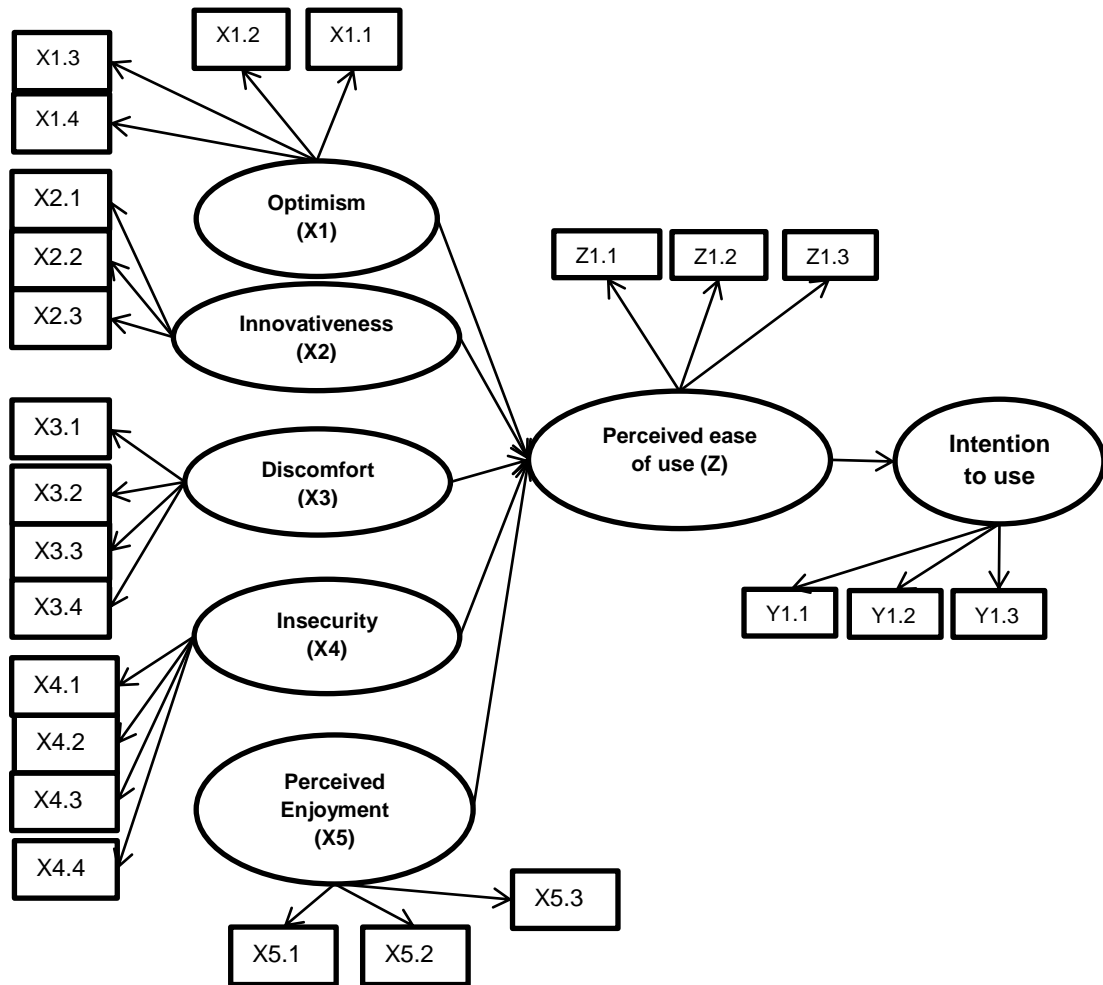 X1.2
X1.1
X1.3
X1.4
Optimism
(X1)
X2.1
X2.2
X2.3
Innovativeness
(X2)
Z1.1
Z1.2
Z1.3
X3.1
X3.2
X3.3
X3.4
Discomfort
(X3)
Perceived ease
of use (Z)
Intention
to use
Insecurity
(X4)
Y1.1
Y1.2
Y1.3
X4.1
X4.2
X4.3
X4.4
Perceived
Enjoyment
(X5)
X5.3
X5.1
X5.2